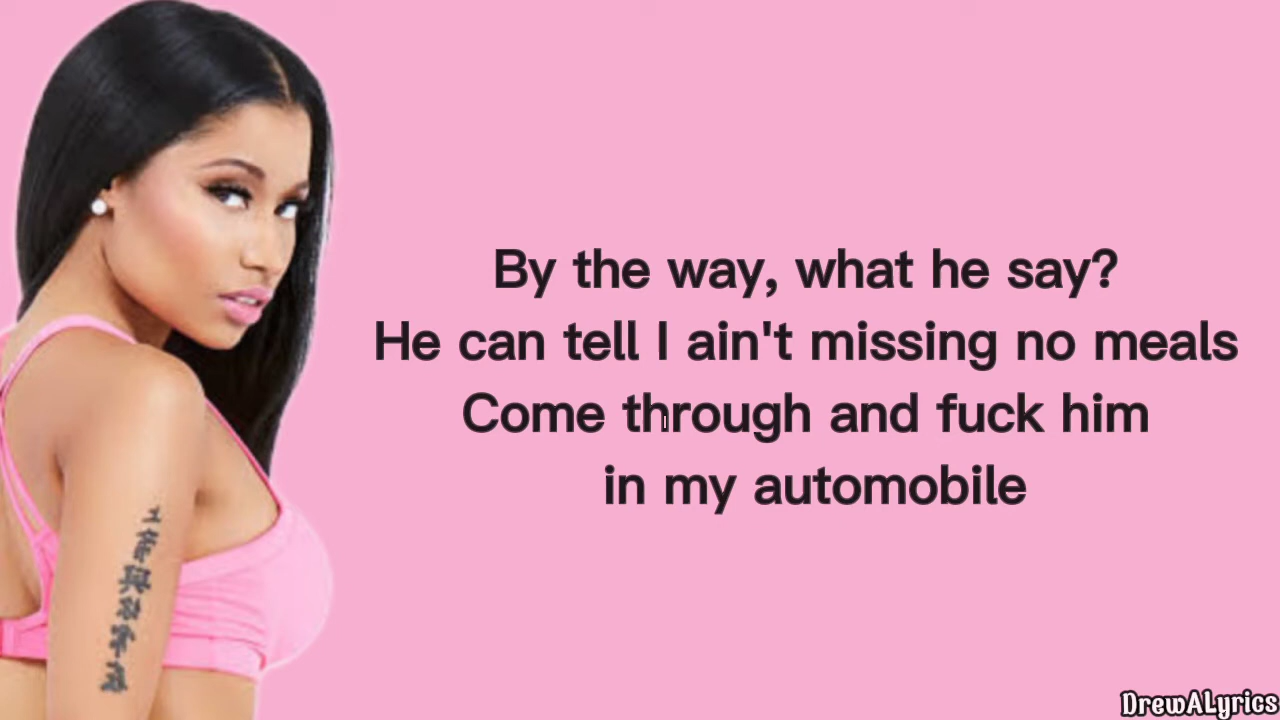 By the way, what he say?
He can tell I ain't missing no meals
Come through and fuck him
in my automobile
DrewALyrics